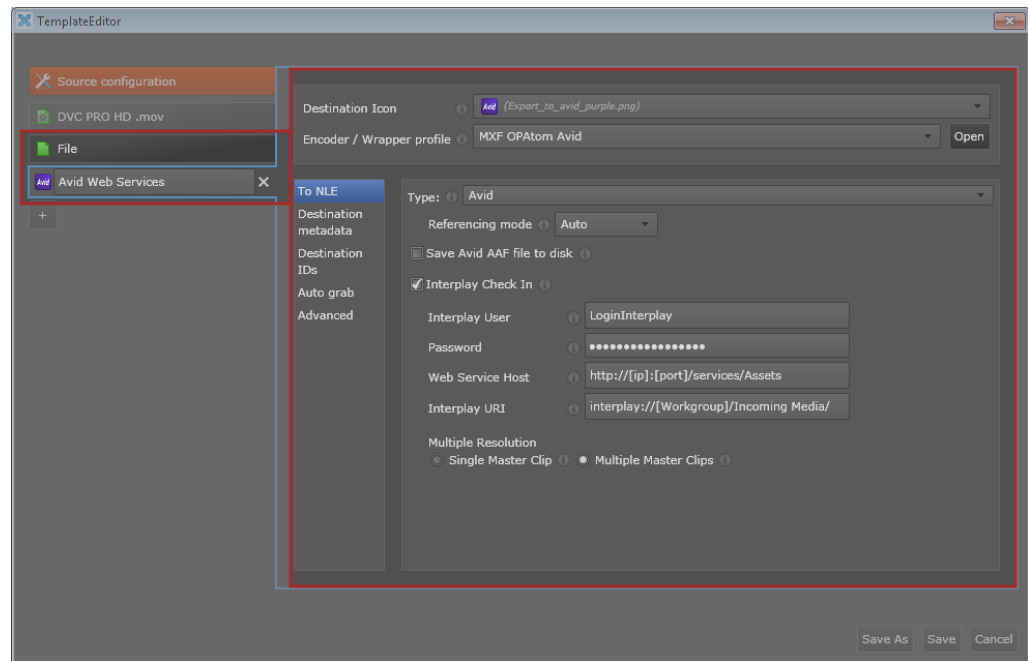 TemplateEditor
Source configuration
DVC PRO HD .mov
File
Avid Avid Web Services
+
Destination Icon Avid (Export_to_avid_purple.png)
Encoder / Wrapper profile MXF OPAtom Avid Open
To NLE
Destination
metadata
Destination
IDs
Auto grab
Advanced
Type: Avid
Referencing mode Auto
Save Avid AAF file to disk
Interplay Check In
Interplay User LoginInterplay
Password ●●●●●●●●●●●●●●●●●
Web Service Host http://[ip]:[port]/services/Assets
Interplay URI interplay://[Workgroup]/Incoming Media/
Multiple Resolution
Single Master Clip Multiple Master Clips
Save As Save Cancel